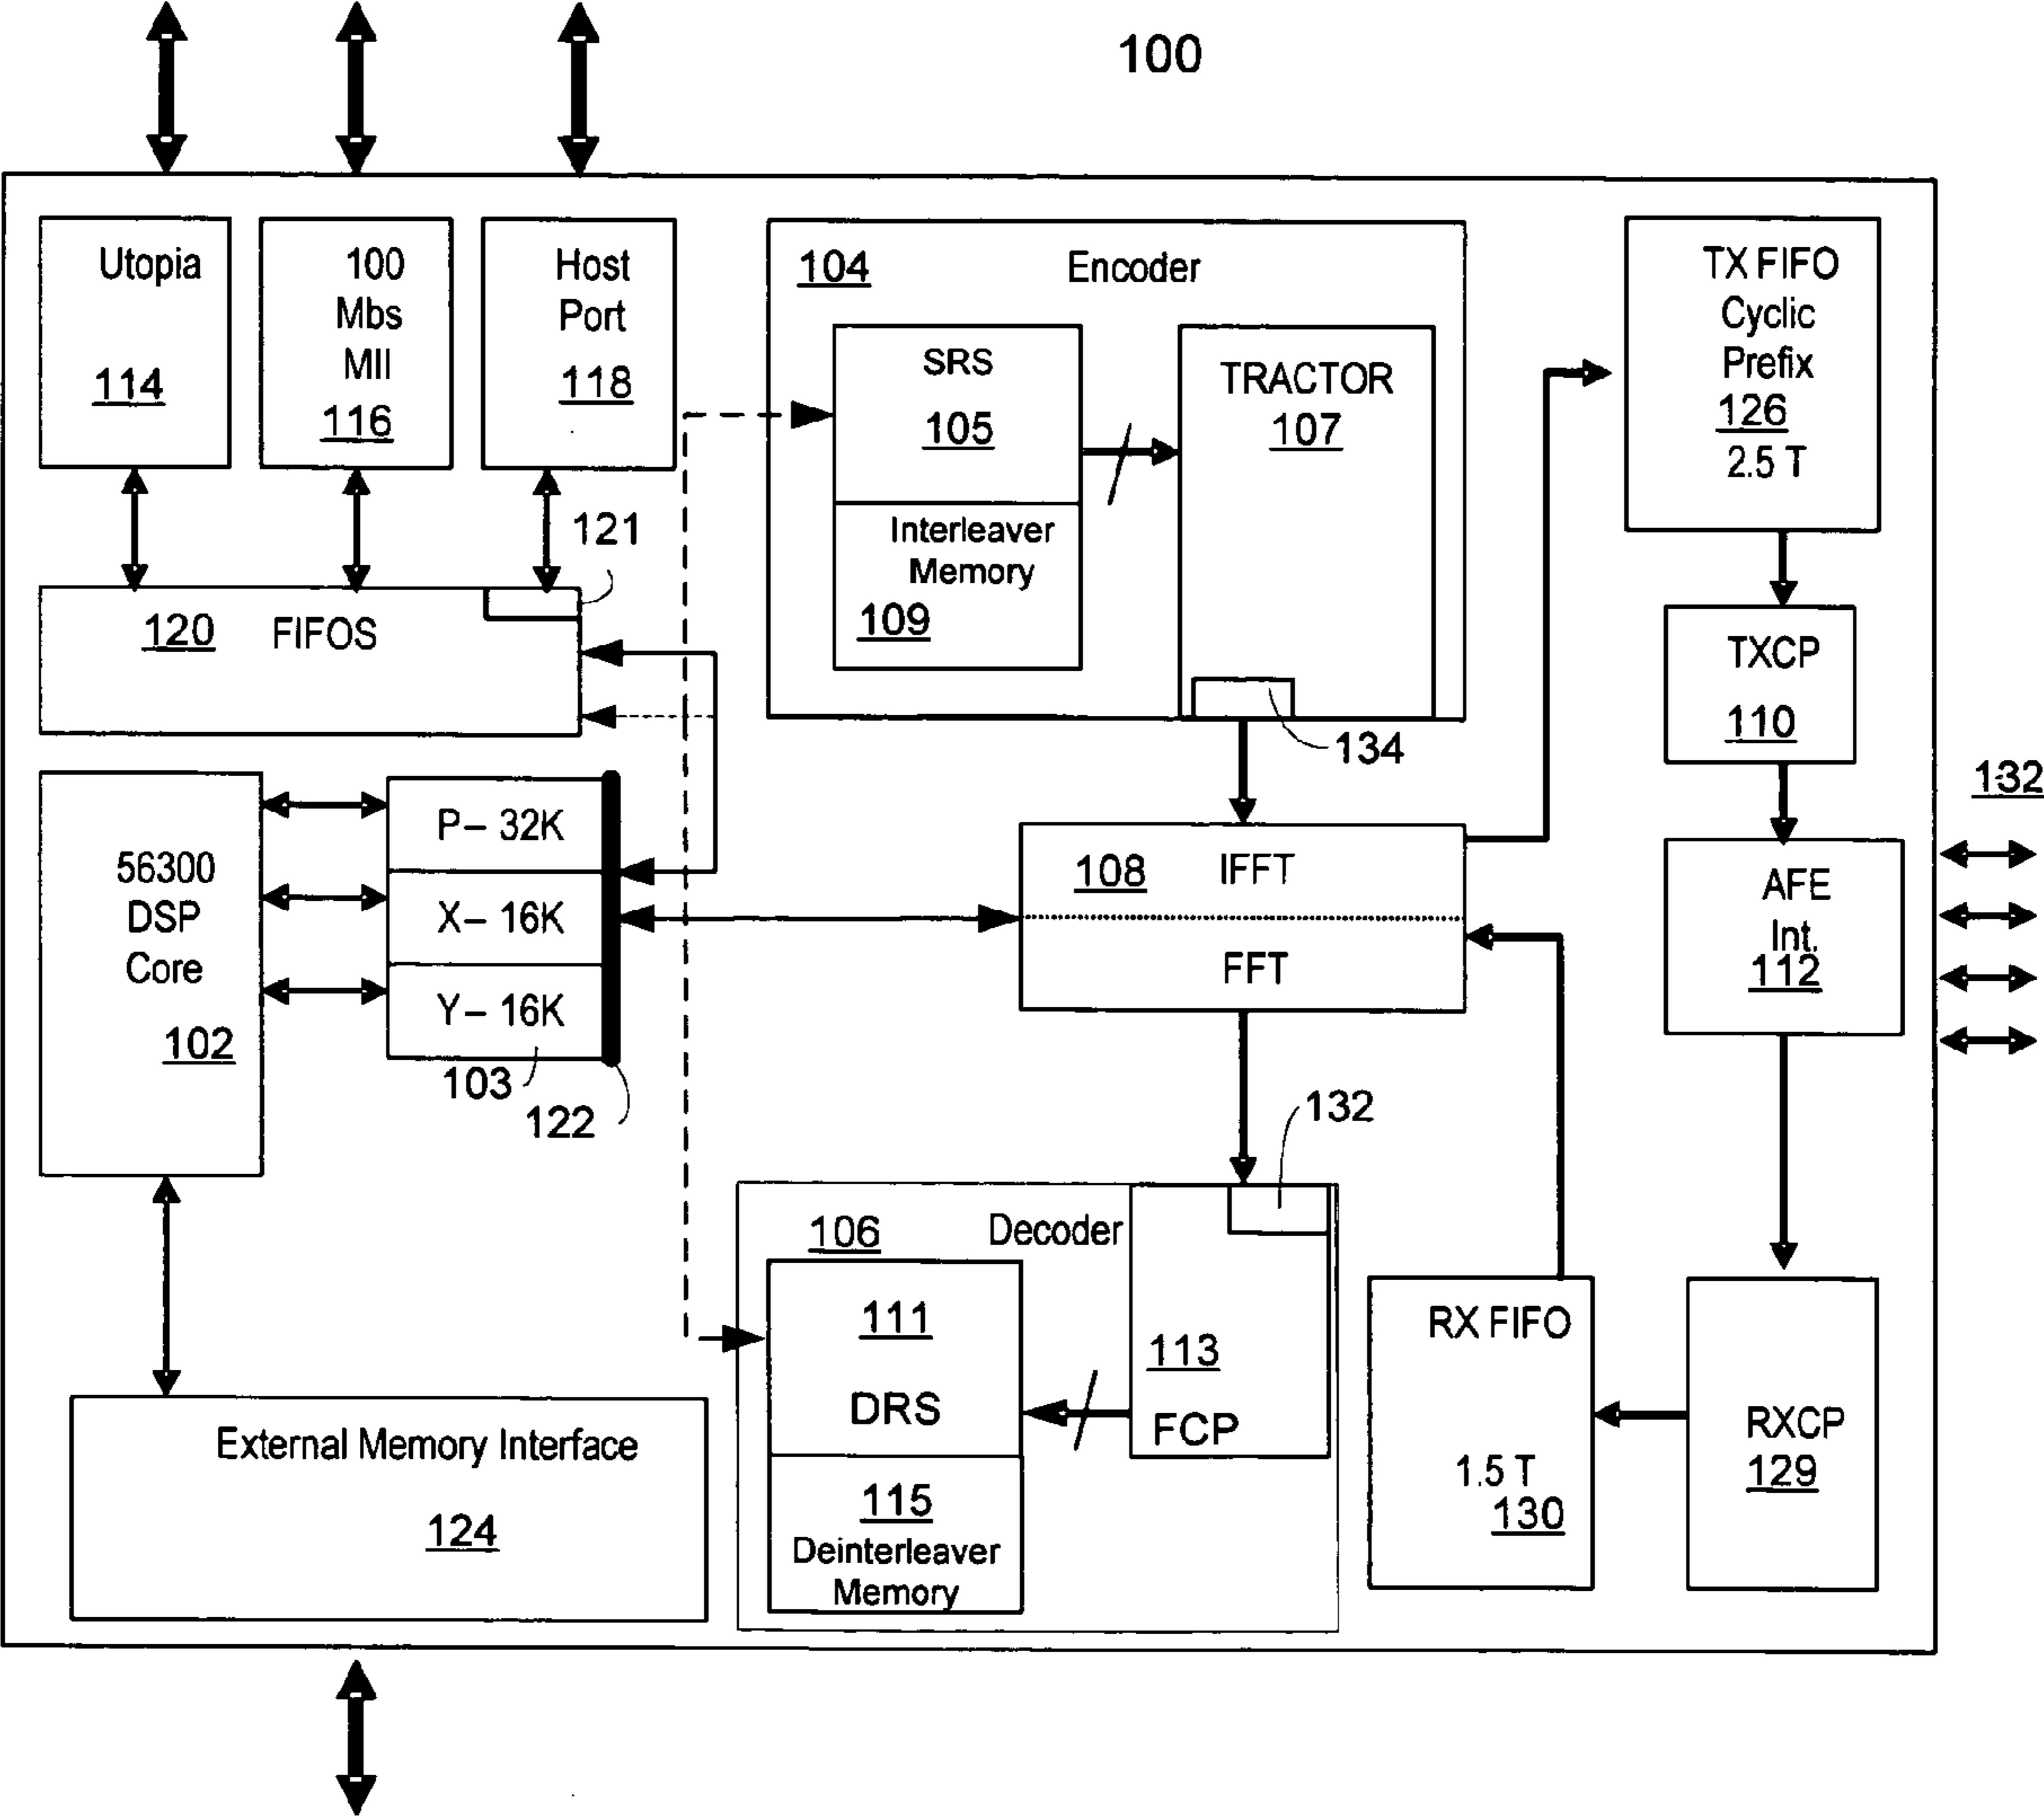 100
Utopia
114
100
Mbs
MII
116
Host
Port
118
104
Encoder
SRS
105
Interleaver
Memory
109
TRACTOR
107
134
TX FIFO
Cyclic
Prefix
126
2.5 T
TXCP
110
132
AFE
Int.
112
121
120
FIFOS
56300
DSP
Core
102
P– 32K
X– 16K
Y– 16K
103
122
108
IFFT
FFT
132
106
Decoder
111
DRS
113
FCP
115
Deinterleaver
Memory
RX FIFO
1.5 T
130
RXCP
129
External Memory Interface
124